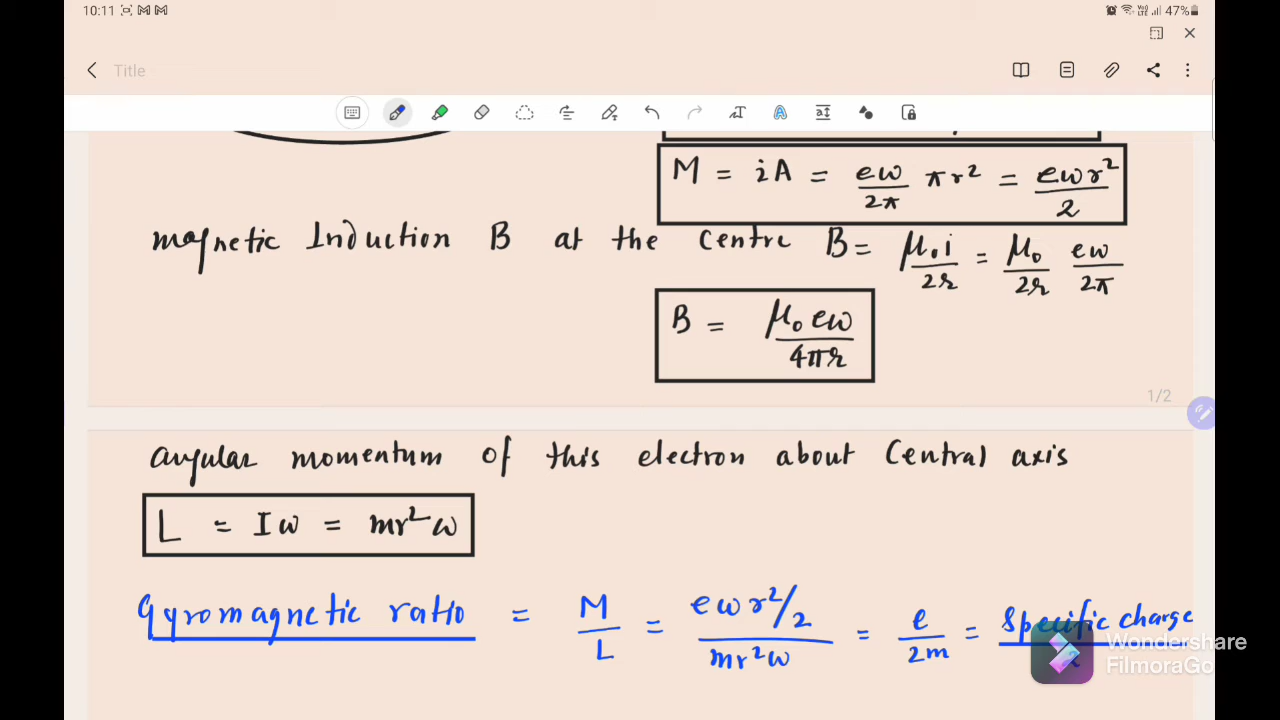 10:11
47%
Title
M = iA = eω/2π πr² = eωr²/2
magnetic Induction B at the centre B = μ₀i/2r = μ₀/2r eω/2π
B = μ₀eω/4πr
1/2
angular momentum of this electron about Central axis
L = Iω = mr²ω
Gyromagnetic ratio = M/L = eωr²/2/mr²ω = e/2m = Specific charge/2
Wondershare
FilmoraGo